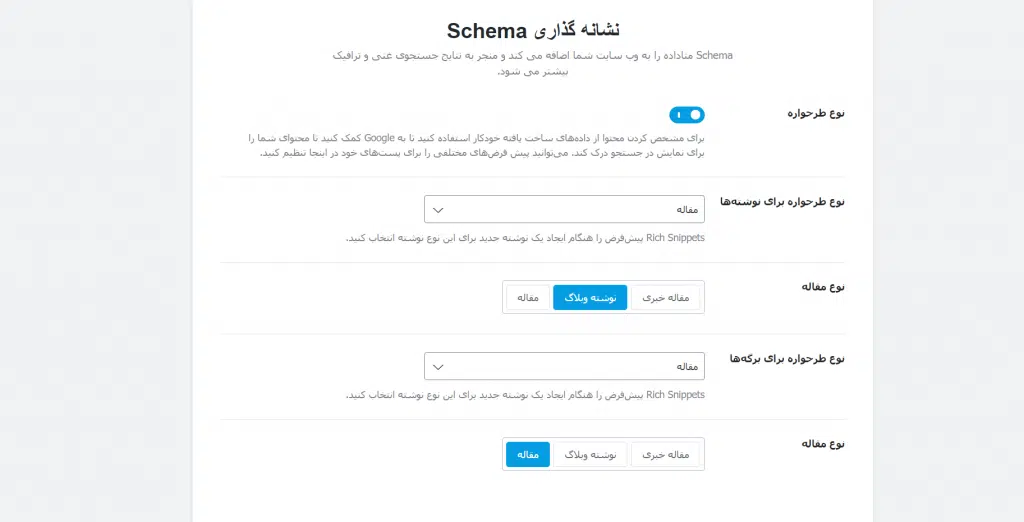 نشانه گذاری Schema
Schema متاداده را به وب سایت شما اضافه می کند و منجر به نتایج جستجوی غنی و ترافیک
بیشتر می شود.
نوع طرحواره
برای مشخص کردن محتوا از داده‌های ساخت یافته خودکار استفاده کنید تا به Google کمک کنید تا محتوای شما را
برای نمایش در جستجو درک کند. می‌توانید پیش فرض‌های مختلفی را برای پست‌های خود در اینجا تنظیم کنید.
نوع طرحواره برای نوشته‌ها
مقاله
Rich Snippets پیش‌فرض را هنگام ایجاد یک نوشته جدید برای این نوع نوشته انتخاب کنید.
نوع مقاله
مقاله خبری نوشته وبلاگ مقاله
نوع طرحواره برای برگه‌ها
مقاله
Rich Snippets پیش‌فرض را هنگام ایجاد یک نوشته جدید برای این نوع نوشته انتخاب کنید.
نوع مقاله
مقاله خبری نوشته وبلاگ مقاله